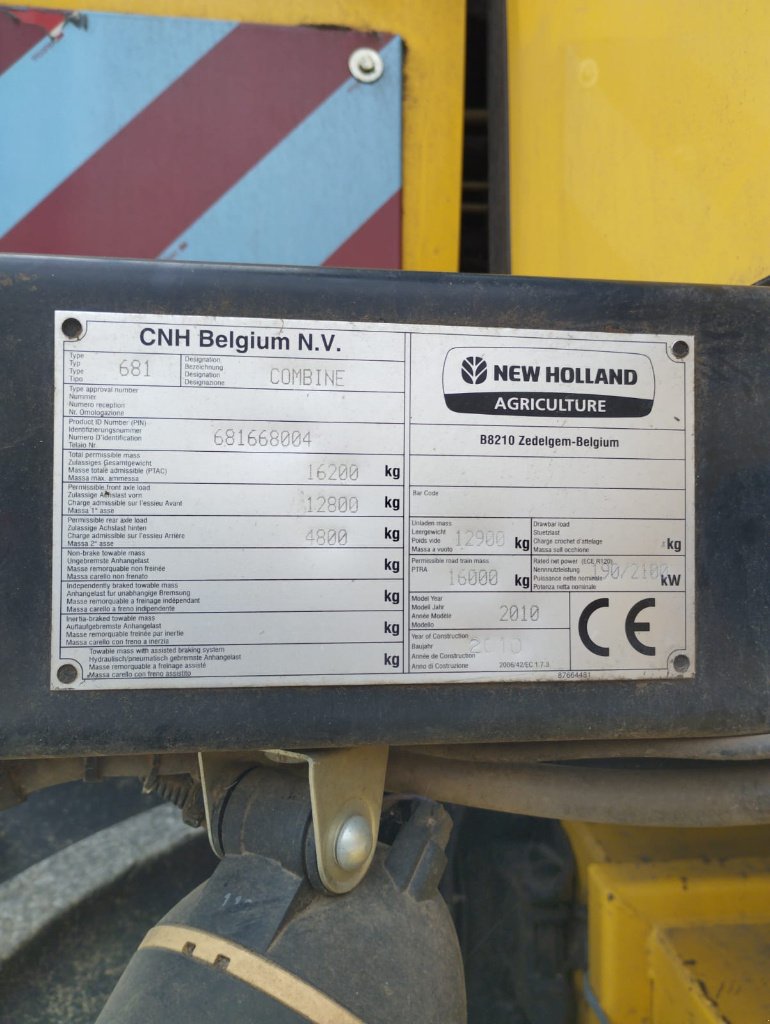 CNH Belgium N.V.
Type
Typ
Type
Tipo
681
Designation
Bezeichnung
Designation
Designazione
COMBINE
Type approval number
Nummer
Numero reception
Nr. Omologazione
Product ID Number (PIN)
Identifizierungsnummer
Numero D'identification
Telaio Nr.
681668004
Total permissible mass
Zulassiges Gesamtgewicht
Masse totale admissible (PTAC)
Massa max. ammessa
16200 kg
Permissible front axle load
Zulassige Achslast vorn
Charge admissible sur l'essieu Avant
Massa 1° asse
12800 kg
Permissible rear axle load
Zulassige Achslast hinten
Charge admissible sur l'essieu Arrière
Massa 2° asse
4800 kg
Non-brake towable mass
Ungebremste Anhangelast
Masse remorquable non freinée
Massa carello non frenato
kg
Independently braked towable mass
Anhangelast fur unabhangige Bremsung
Masse remorquable a freinage indépendant
Massa carello a freno indipendente
kg
Inertia-braked towable mass
Auflaufgebremste Anhangelast
Masse remorquable freinée par inertie
Massa carello con freno a inerzia
kg
Towable mass with assisted braking system
Hydraulisch/pneumatisch gebremste Anhangelast
Masse remorquable a freinage assisté
Massa carello con freno assistito
kg
NEW HOLLAND
AGRICULTURE
B8210 Zedelgem-Belgium
Bar Code
Unladen mass
Leergewicht
Poids vide
Massa a vuoto
12900 kg
Drawbar load
Stuetzlast
Charge crochet d'attelage
Massa sull occhione
kg
Permissible road train mass
PTRA
16000 kg
Rated net power (ECE R120)
Nennnutzleistung
Puissance nette nominale
Potenza netta nominale
190/2100 kW
Model Year
Modell Jahr
Année Modèle
Modello
2010
Year of Construction
Baujahr
Année de Construction
Anno di Costruzione
2010
2006/42/EC 1.7.3
CE
87664481